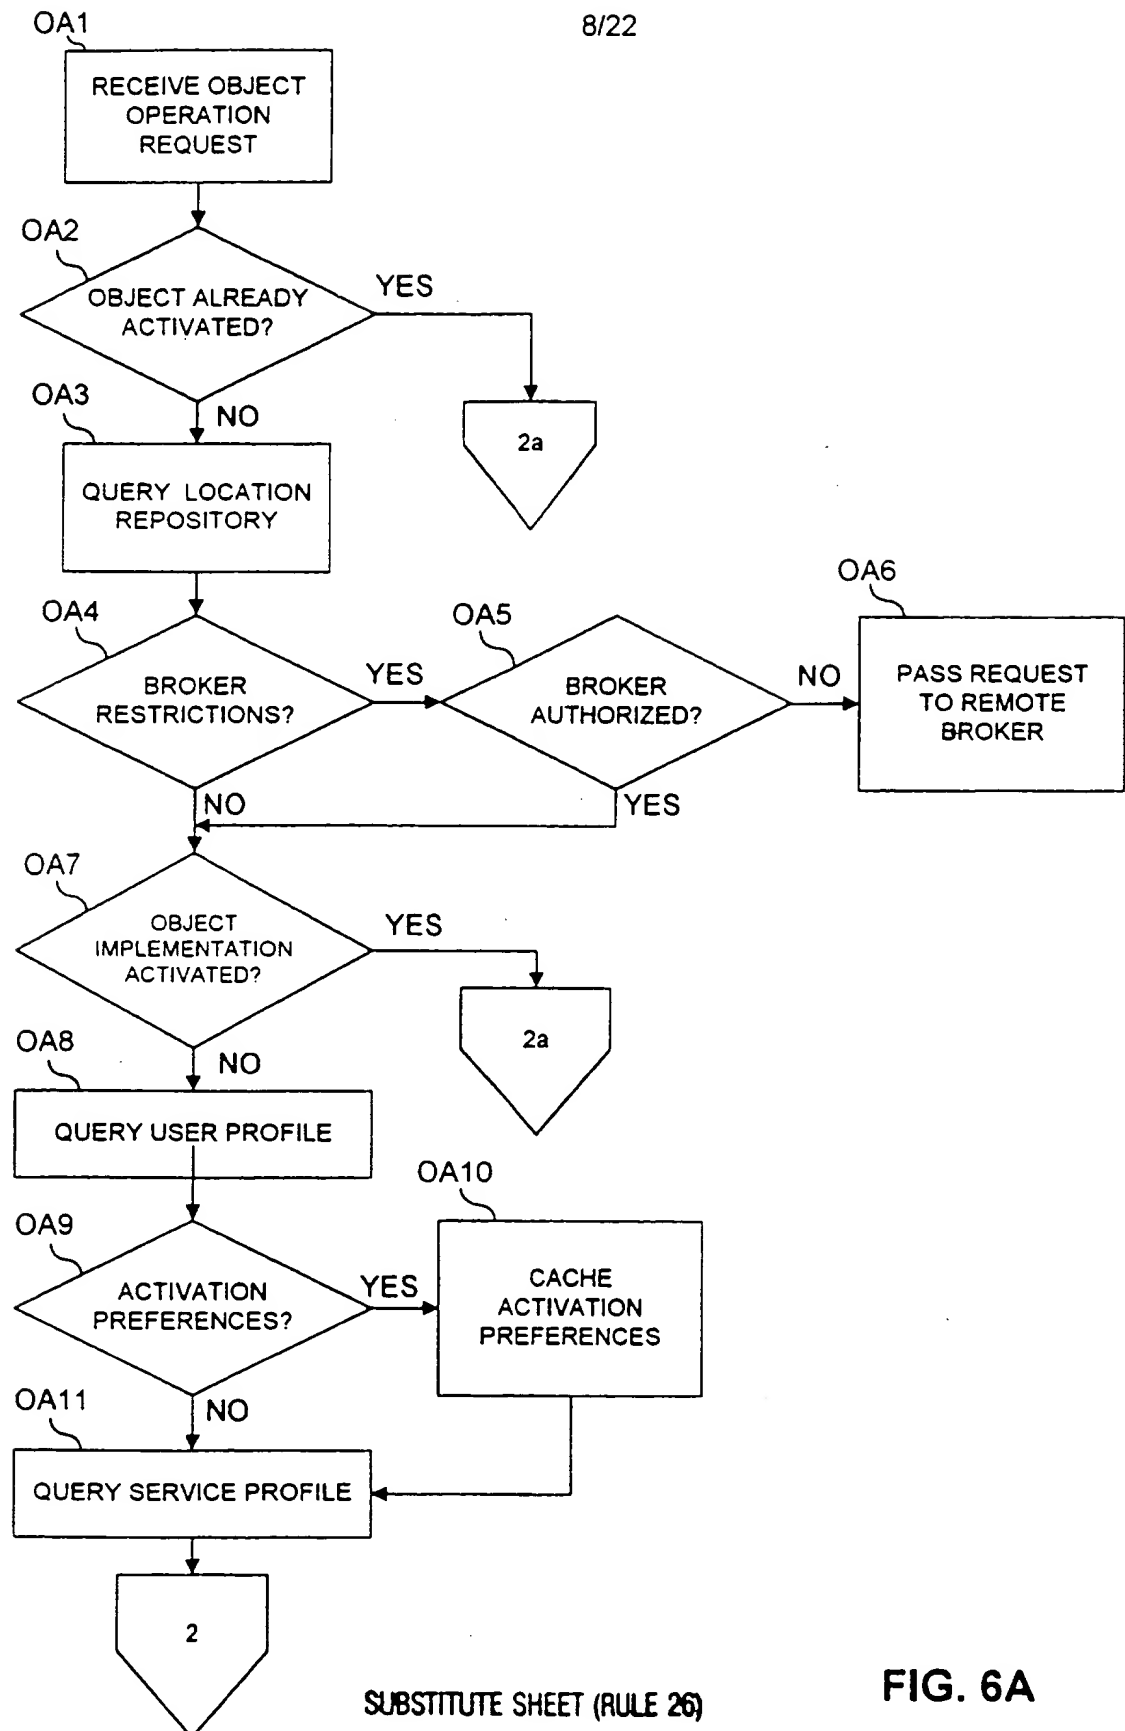 OA1
8/22
RECEIVE OBJECT
OPERATION
REQUEST
OA2
OBJECT ALREADY
ACTIVATED?
YES
NO
2a
OA3
QUERY LOCATION
REPOSITORY
OA4
BROKER
RESTRICTIONS?
YES
NO
OA5
BROKER
AUTHORIZED?
NO
YES
OA6
PASS REQUEST
TO REMOTE
BROKER
OA7
OBJECT
IMPLEMENTATION
ACTIVATED?
YES
NO
2a
OA8
QUERY USER PROFILE
OA9
ACTIVATION
PREFERENCES?
YES
NO
OA10
CACHE
ACTIVATION
PREFERENCES
OA11
QUERY SERVICE PROFILE
2
SUBSTITUTE SHEET (RULE 26)
FIG. 6A